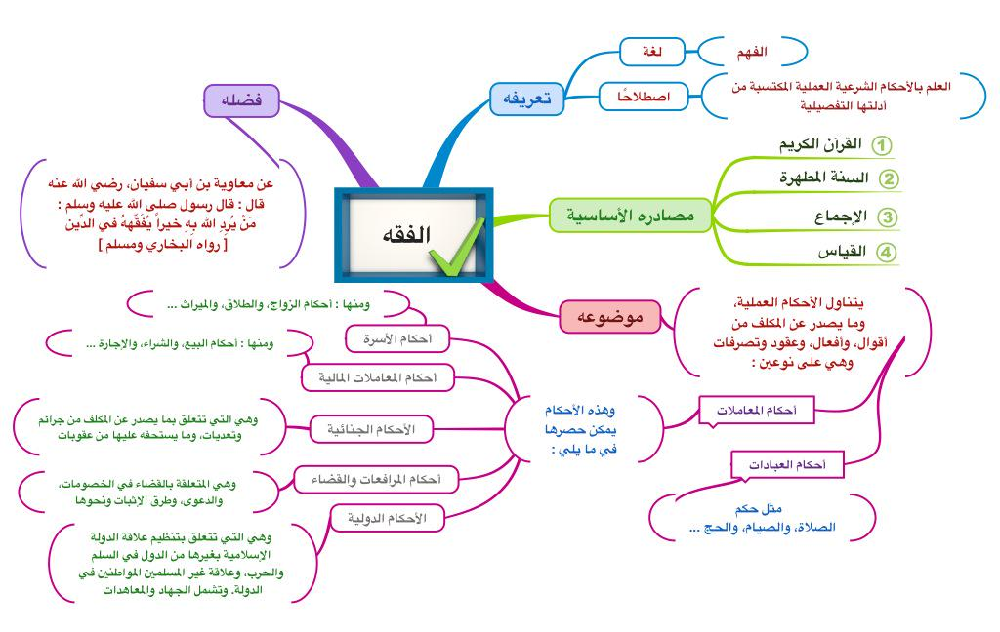 الفقه
تعريفه
لغة
الفهم
اصطلاحًا
العلم بالأحكام الشرعية العملية المكتسبة من
أدلتها التفصيلية
مصادره الأساسية
1 القرآن الكريم
2 السنة المطهرة
3 الإجماع
4 القياس
موضوعه
يتناول الأحكام العملية،
وما يصدر عن المكلف من
أقوال، وأفعال، وعقود وتصرفات
وهي على نوعين :
أحكام المعاملات
وهذه الأحكام
يمكن حصرها
في ما يلي :
أحكام الأسرة
ومنها : أحكام الزواج، والطلاق، والميراث ...
أحكام المعاملات المالية
ومنها : أحكام البيع، والشراء، والإجارة ...
الأحكام الجنائية
وهي التي تتعلق بما يصدر عن المكلف من جرائم
وتعديات، وما يستحقه عليها من عقوبات
أحكام المرافعات والقضاء
وهي المتعلقة بالقضاء في الخصومات،
والدعوى، وطرق الإثبات ونحوها
الأحكام الدولية
وهي التي تتعلق بتنظيم علاقة الدولة
الإسلامية بغيرها من الدول في السلم
والحرب، وعلاقة غير المسلمين المواطنين في
الدولة. وتشمل الجهاد والمعاهدات
أحكام العبادات
مثل حكم
الصلاة، والصيام، والحج ...
فضله
عن معاوية بن أبي سفيان، رضي الله عنه
قال : قال رسول صلى الله عليه وسلم :
مَنْ يُرِدِ الله بِهِ خيراً يُفَقِّههُ في الدِّين
[ رواه البخاري ومسلم ]